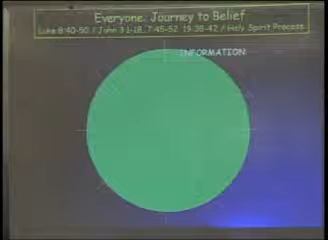 Everyone: Journey to Belief
Luke 8:40-50 / John 3:1-18, 7:45-52, 19:38-42 / Holy Spirit Process
INFORMATION: